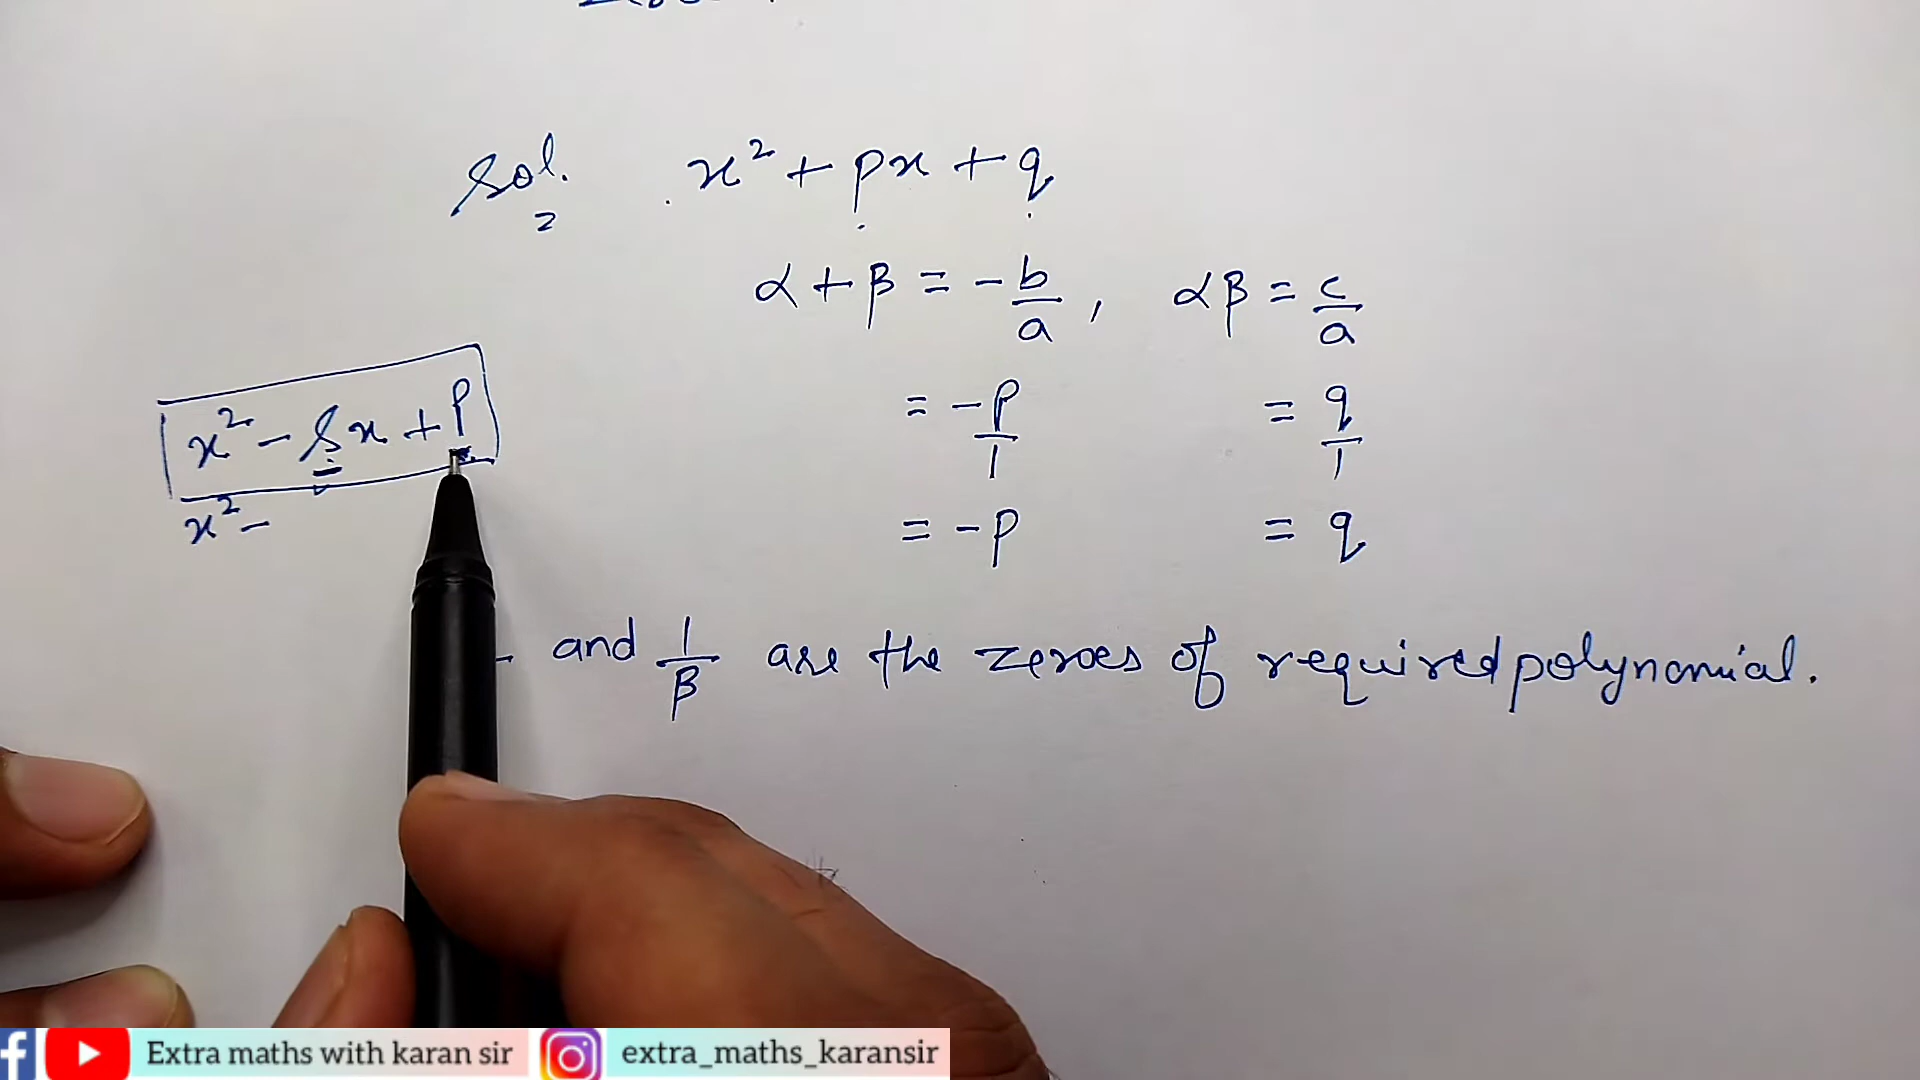 Sol. x² + px + q
α + β = - b/a , αβ = c/a
= - p/1 = q/1
= - p = q
x² - Sx + P
x² -
and 1/β are the zeroes of required polynomial.
Extra maths with karan sir extra_maths_karansir